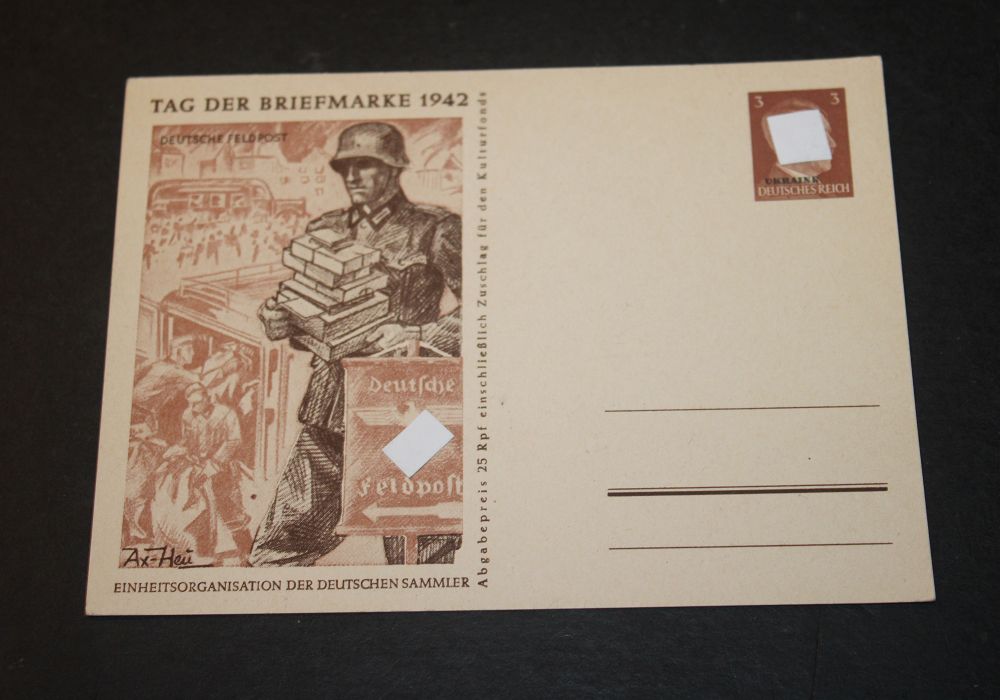 TAG DER BRIEFMARKE 1942
DEUTSCHE FELDPOST
Deutsche
Feldpost
Ax-Heu
EINHEITSORGANISATION DER DEUTSCHEN SAMMLER
Abgabepreis 25 Rpf einschließlich Zuschlag für den Kulturfonds
3 3
UKRAINE
DEUTSCHES REICH